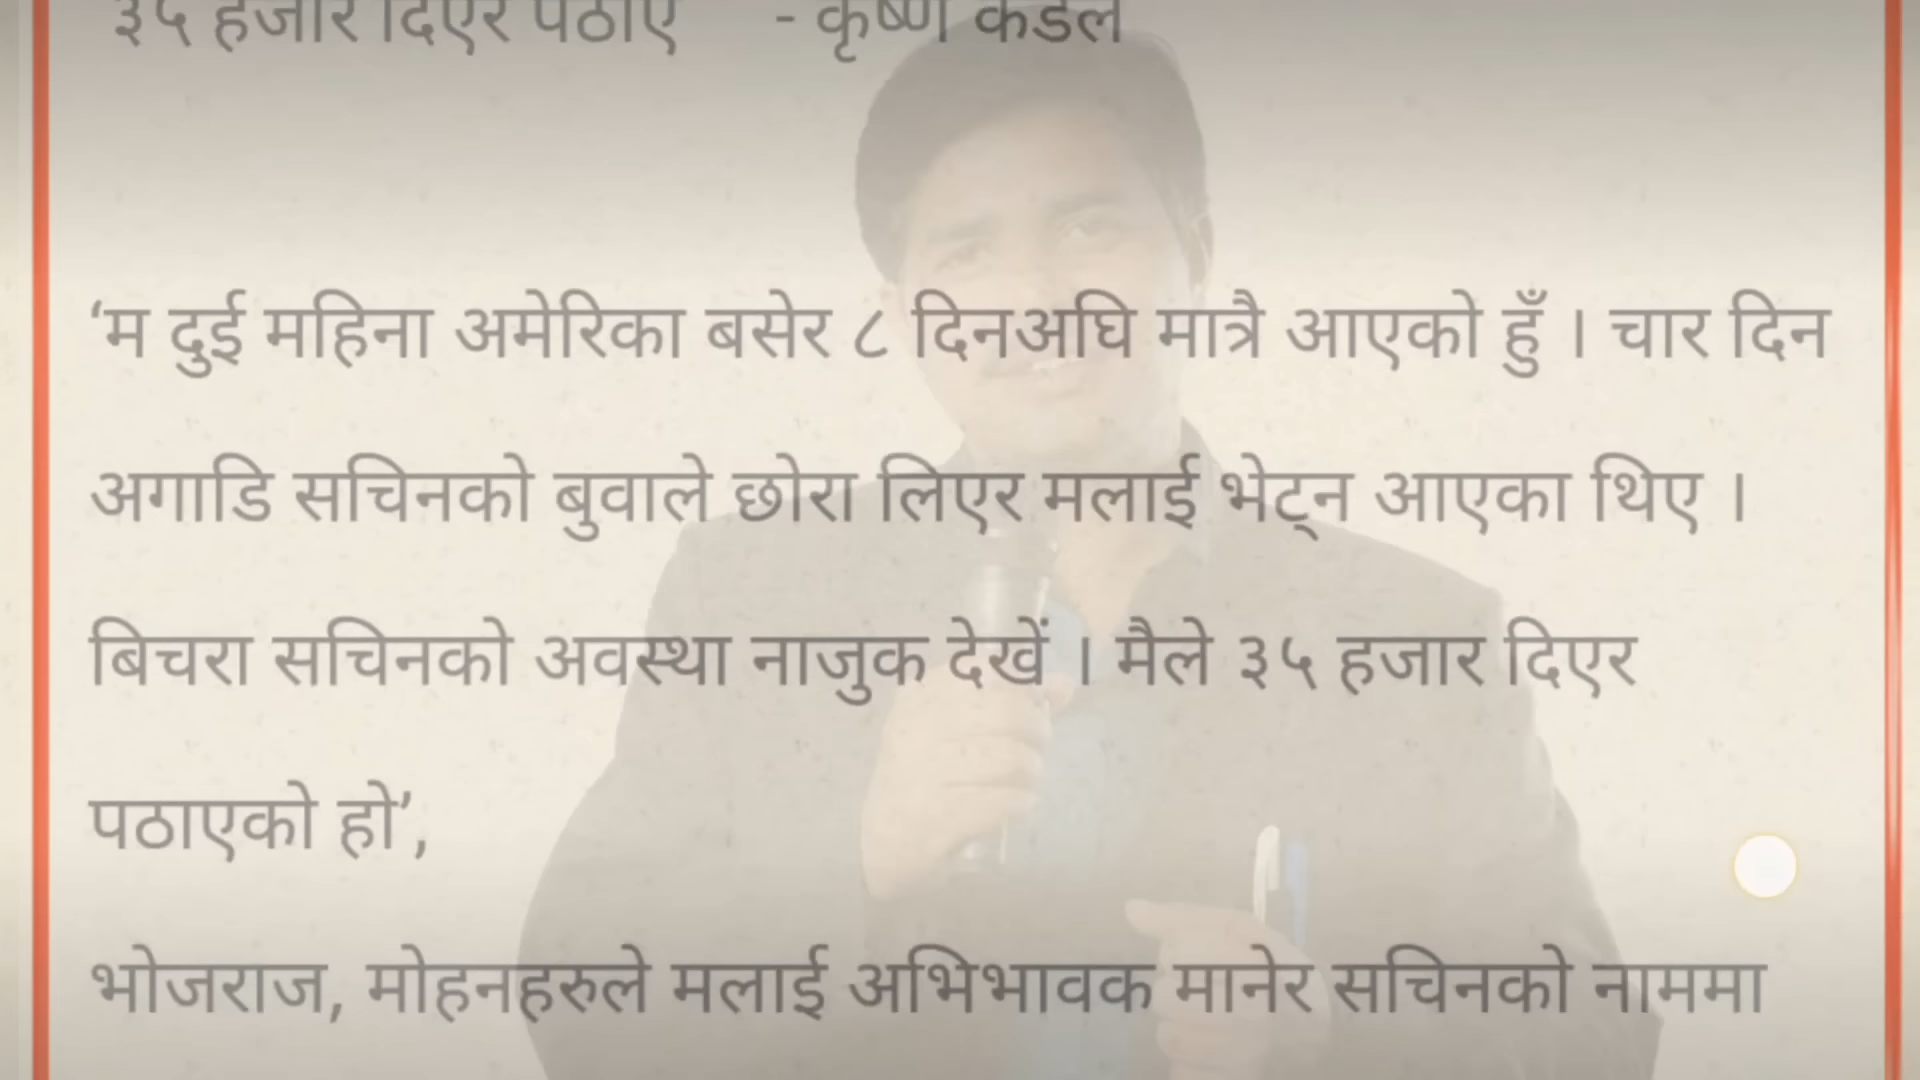 ३५ हजार दिएर पठाएँ - कृष्ण कंडेल
‘म दुई महिना अमेरिका बसेर ८ दिनअघि मात्रै आएको हुँ । चार दिन
अगाडि सचिनको बुवाले छोरा लिएर मलाई भेट्न आएका थिए ।
बिचरा सचिनको अवस्था नाजुक देखें । मैले ३५ हजार दिएर
पठाएको हो’,
भोजराज, मोहनहरुले मलाई अभिभावक मानेर सचिनको नाममा